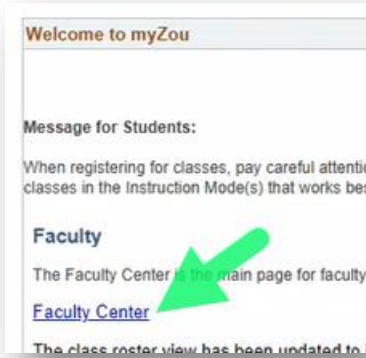 Welcome to myZou
Message for Students:
When registering for classes, pay careful
classes in the Instruction Mode(s) that works
Faculty
The Faculty Center is the main page for faculty
Faculty Center
The class roster view has been updated to